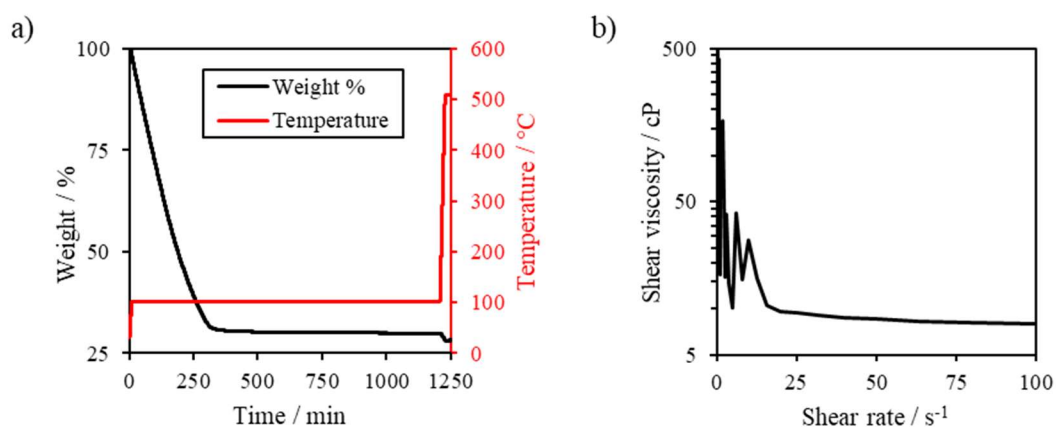 a)
100
75
50
25
Weight / %
0
250
500
750
1000
1250
Time / min
600
500
400
300
200
100
0
Temperature / °C
Weight %
Temperature
b)
500
50
5
Shear viscosity / cP
0
25
50
75
100
Shear rate / s⁻¹